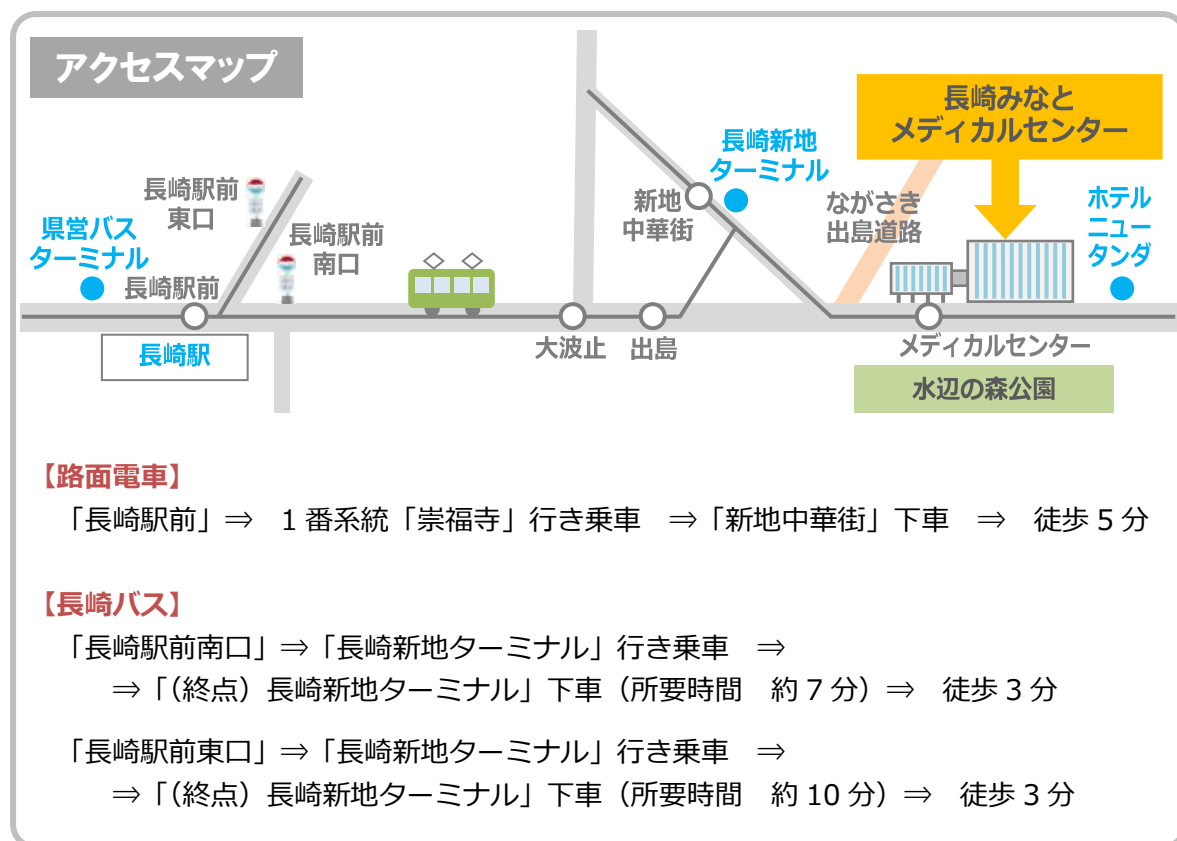 アクセスマップ
長崎みなと
メディカルセンター
長崎新地
ターミナル
長崎駅前
東口
新地
中華街
ながさき
出島道路
ホテル
ニュー
タンダ
県営バス
ターミナル
長崎駅前
南口
長崎駅前
長崎駅
大波止
出島
メディカルセンター
水辺の森公園
【路面電車】
「長崎駅前」⇒ 1番系統「崇福寺」行き乗車 ⇒「新地中華街」下車 ⇒ 徒歩5分
【長崎バス】
「長崎駅前南口」⇒「長崎新地ターミナル」行き乗車 ⇒
⇒「（終点）長崎新地ターミナル」下車（所要時間 約7分）⇒ 徒歩3分
「長崎駅前東口」⇒「長崎新地ターミナル」行き乗車 ⇒
⇒「（終点）長崎新地ターミナル」下車（所要時間 約10分）⇒ 徒歩3分